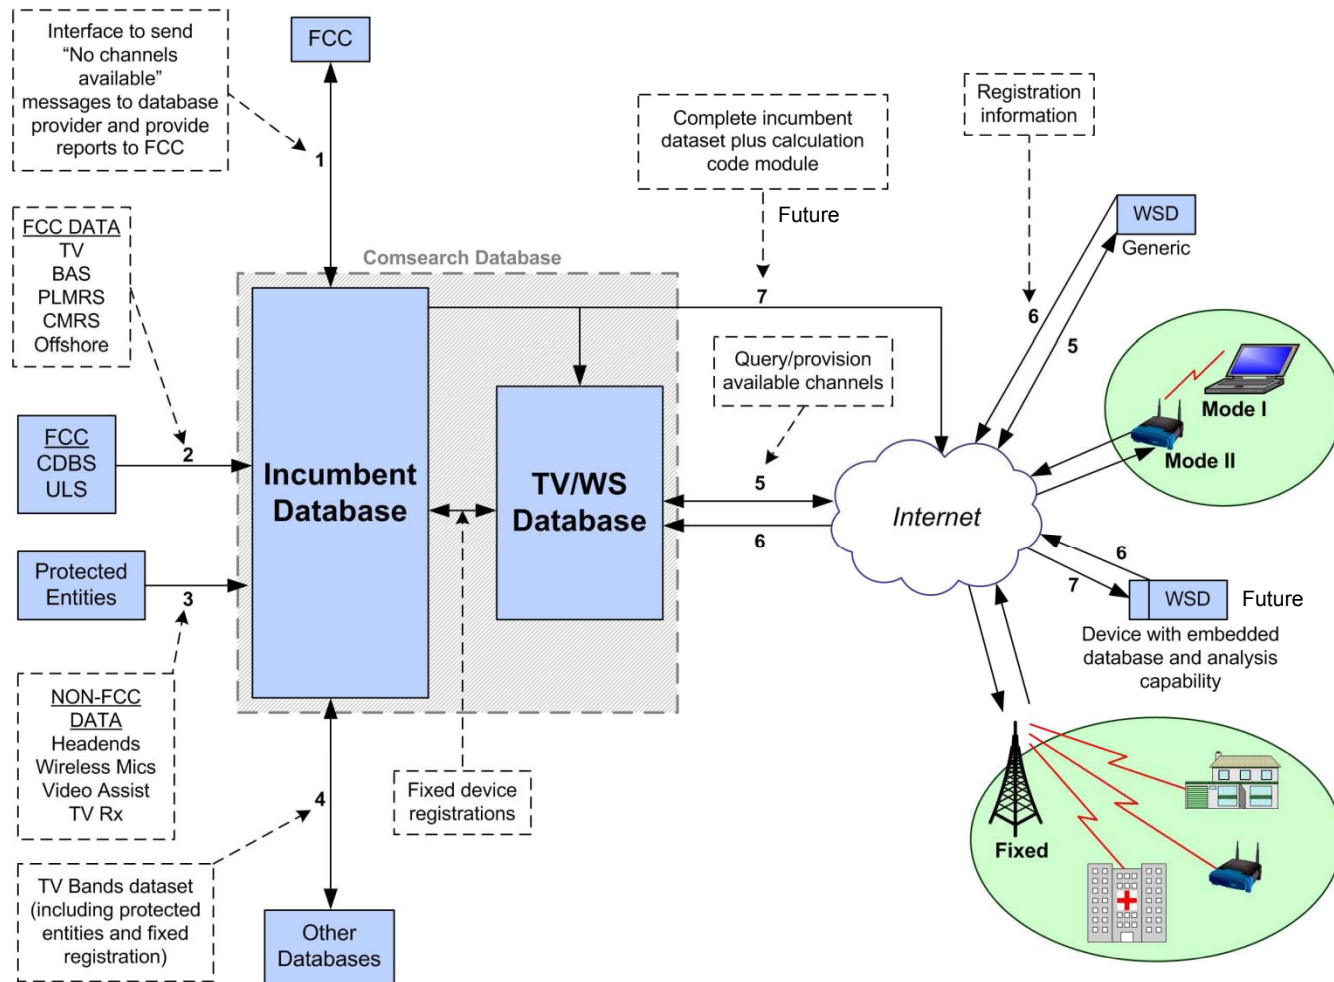 Interface to send
“No channels
available”
messages to database
provider and provide
reports to FCC
FCC
1
Complete incumbent
dataset plus calculation
code module
Future
Registration
information
WSD
Generic
FCC DATA
TV
BAS
PLMRS
CMRS
Offshore
Comsearch Database
7
6
5
Query/provision
available channels
Mode I
Mode II
FCC
CDBS
ULS
2
Incumbent
Database
TV/WS
Database
5
6
Internet
Protected
Entities
3
6
7
WSD
Future
Device with embedded
database and analysis
capability
NON-FCC
DATA
Headends
Wireless Mics
Video Assist
TV Rx
4
Fixed device
registrations
Fixed
TV Bands dataset
(including protected
entities and fixed
registration)
Other
Databases